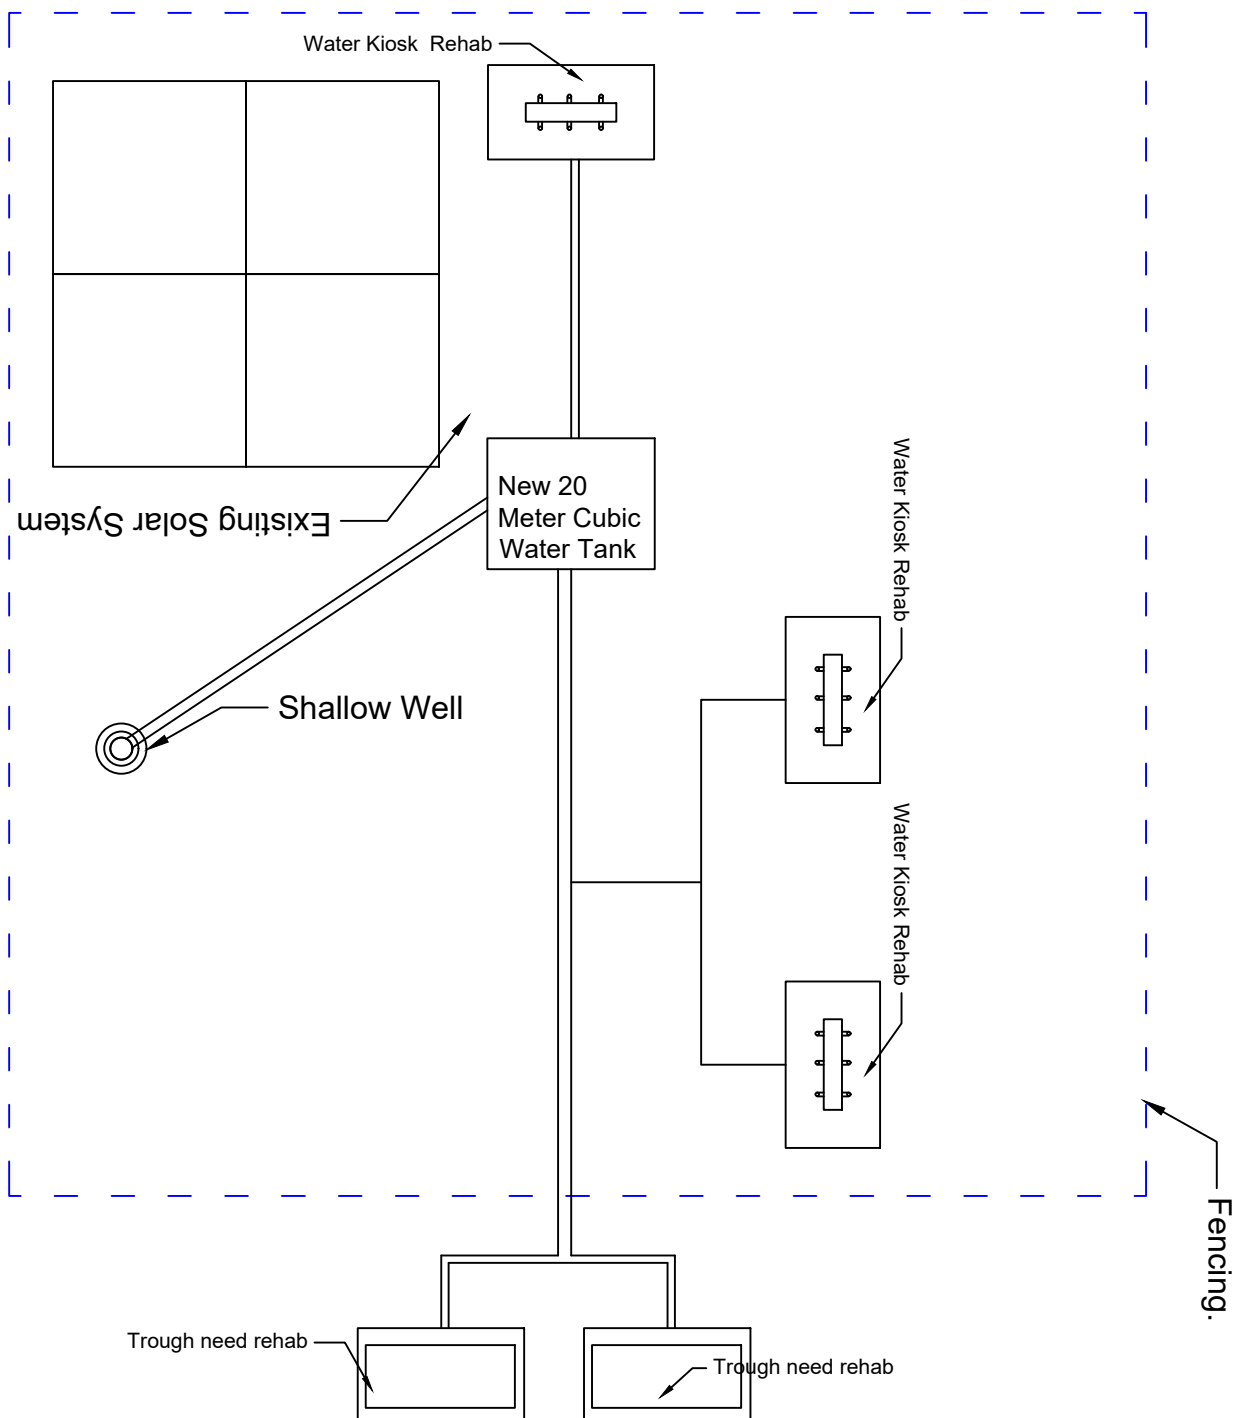 Water Kiosk  Rehab
Existing Solar System
New 20
Meter Cubic
Water Tank
Water Kiosk Rehab
Shallow Well
Water Kiosk Rehab
Fencing.
Trough need rehab
Trough need rehab